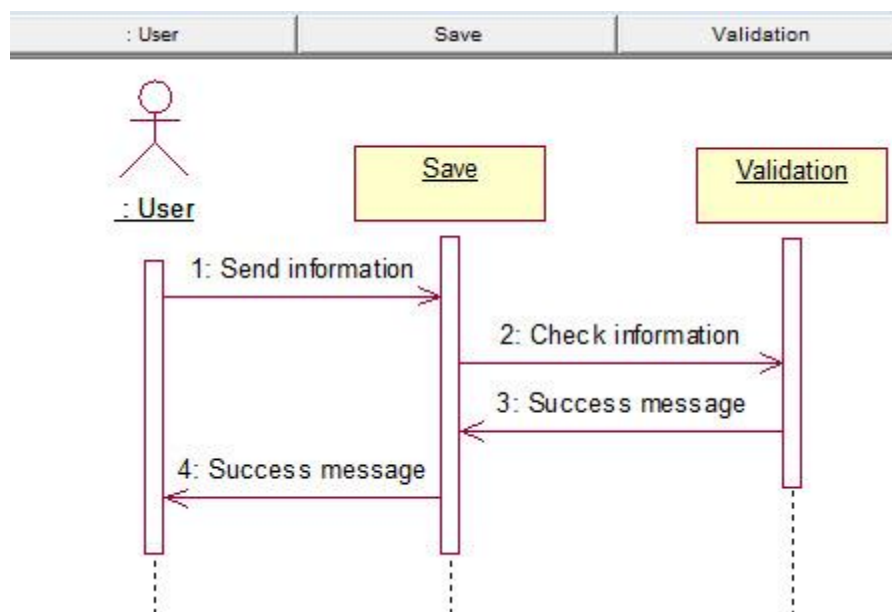 : User
Save
Validation
Save
Validation
: User
1: Send information
2: Check information
3: Success message
4: Success message